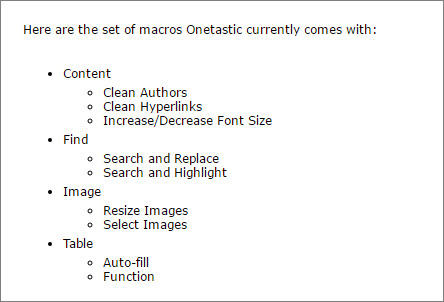 Here are the set of macros Onetastic currently comes with:
Content
Clean Authors
Clean Hyperlinks
Increase/Decrease Font Size
Find
Search and Replace
Search and Highlight
Image
Resize Images
Select Images
Table
Auto-fill
Function